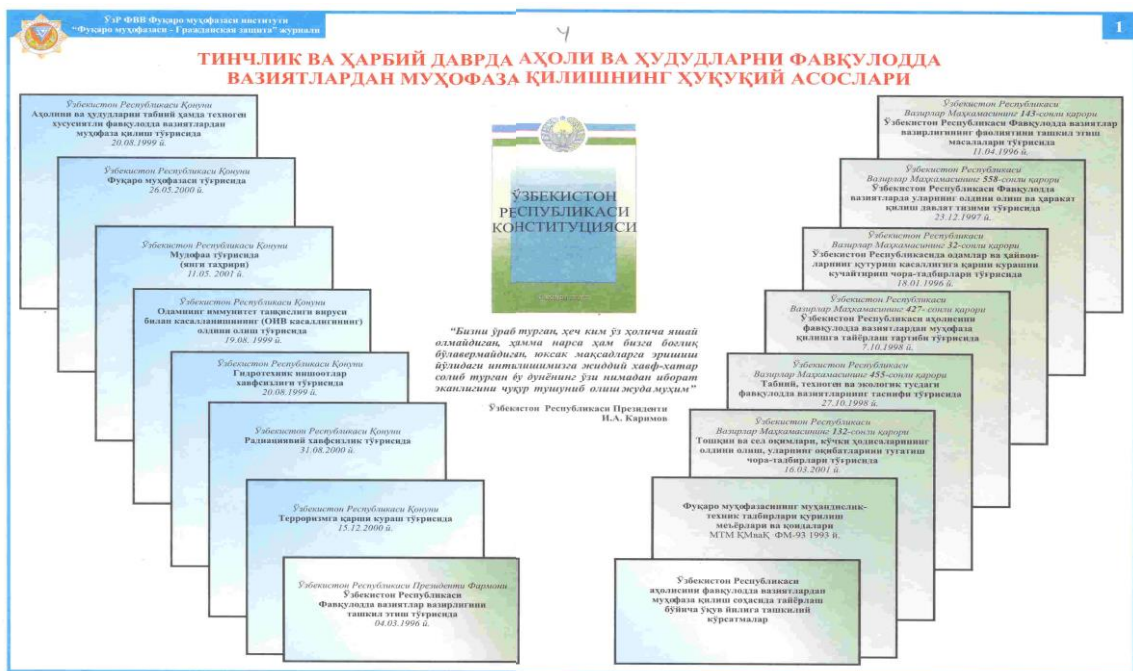 ЎзР ФВВ Фуқаро муҳофазаси институти
"Фуқаро муҳофазаси - Гражданская защита" журнали
1
4
ТИНЧЛИК ВА ҲАРБИЙ ДАВРДА АҲОЛИ ВА ҲУДУДЛАРНИ ФАВҚУЛОДДА
ВАЗИЯТЛАРДАН МУҲОФАЗА ҚИЛИШНИНГ ҲУҚУҚИЙ АСОСЛАРИ
Ўзбекистон Республикаси Қонуни
Аҳолини ва ҳудудларни табиий ҳамда техноген
хусусиятли фавқулодда вазиятлардан
муҳофаза қилиш тўғрисида
20.08.1999 й.
Ўзбекистон Республикаси Қонуни
Фуқаро муҳофазаси тўғрисида
26.05.2000 й.
Ўзбекистон Республикаси Қонуни
Мудофаа тўғрисида
(янги таҳрири)
11.05. 2001 й.
Ўзбекистон Республикаси Қонуни
Одамнинг иммунитет танқислиги вируси
билан касалланишининг (ОИВ касаллигининг)
олдини олиш тўғрисида
19.08. 1999 й.
Ўзбекистон Республикаси Қонуни
Гидротехник иншоотлар
хавфсизлиги тўғрисида
20.08.1999 й.
Ўзбекистон Республикаси Қонуни
Радиациявий хавфсизлик тўғрисида
31.08.2000 й.
Ўзбекистон Республикаси Қонуни
Терроризмга қарши кураш тўғрисида
15.12.2000 й.
Ўзбекистон Республикаси Президенти Фармони
Ўзбекистон Республикаси
Фавқулодда вазиятлар вазирлигини
ташкил этиш тўғрисида
04.03.1996 й.
ЎЗБЕКИСТОН
РЕСПУБЛИКАСИ
КОНСТИТУЦИЯСИ
"Бизни ўраб турган, ҳеч ким ўз ҳолича яшай
олмайдиган, ҳамма нарса ҳам бизга боғлиқ
бўлавермайдиган, юксак мақсадларга эришиш
йўлидаги интилишимизга жиддий хавф-хатар
солиб турган бу дунёнинг ўзи нимадан иборат
эканлигини чуқур тушуниб олиш жуда муҳим"
Ўзбекистон Республикаси Президенти
И.А. Каримов
Ўзбекистон Республикаси
Вазирлар Маҳкамасининг 143-сонли қарори
Ўзбекистон Республикаси Фавқулодда вазиятлар
вазирлигининг фаолиятини ташкил этиш
масалалари тўғрисида
11.04.1996 й.
Ўзбекистон Республикаси
Вазирлар Маҳкамасининг 558-сонли қарори
Ўзбекистон Республикаси Фавқулодда
вазиятларда уларнинг олдини олиш ва ҳаракат
қилиш давлат тизими тўғрисида
23.12.1997 й.
Ўзбекистон Республикаси
Вазирлар Маҳкамасининг 32-сонли қарори
Ўзбекистон Республикасида одамлар ва ҳайвон-
ларнинг қутуриш касаллигига қарши курашни
кучайтириш чора-тадбирлари тўғрисида
18.01.1996 й.
Ўзбекистон Республикаси
Вазирлар Маҳкамасининг 427- сонли қарори
Ўзбекистон Республикаси аҳолисини
фавқулодда вазиятлардан муҳофаза
қилишга тайёрлаш тартиби тўғрисида
7.10.1998 й.
Ўзбекистон Республикаси
Вазирлар Маҳкамасининг 455-сонли қарори
Табиий, техноген ва экологик тусдаги
фавқулодда вазиятларнинг таснифи тўғрисида
27.10.1998 й.
Ўзбекистон Республикаси
Вазирлар Маҳкамасининг 132-сонли қарори
Тошқин ва сел оқимлари, кўчки ҳодисаларининг
олдини олиш, уларнинг оқибатларини тугатиш
чора-тадбирлари тўғрисида
16.03.2001 й.
Фуқаро муҳофазасининг муҳандислик-
техник тадбирлари қурилиш
меъёрлари ва қоидалари
МТМ ҚМваҚ ФМ-93 1993 й.
Ўзбекистон Республикаси
аҳолисини фавқулодда вазиятлардан
муҳофаза қилиш соҳасида тайёрлаш
бўйича ўқув йилига ташкилий
кўрсатмалар